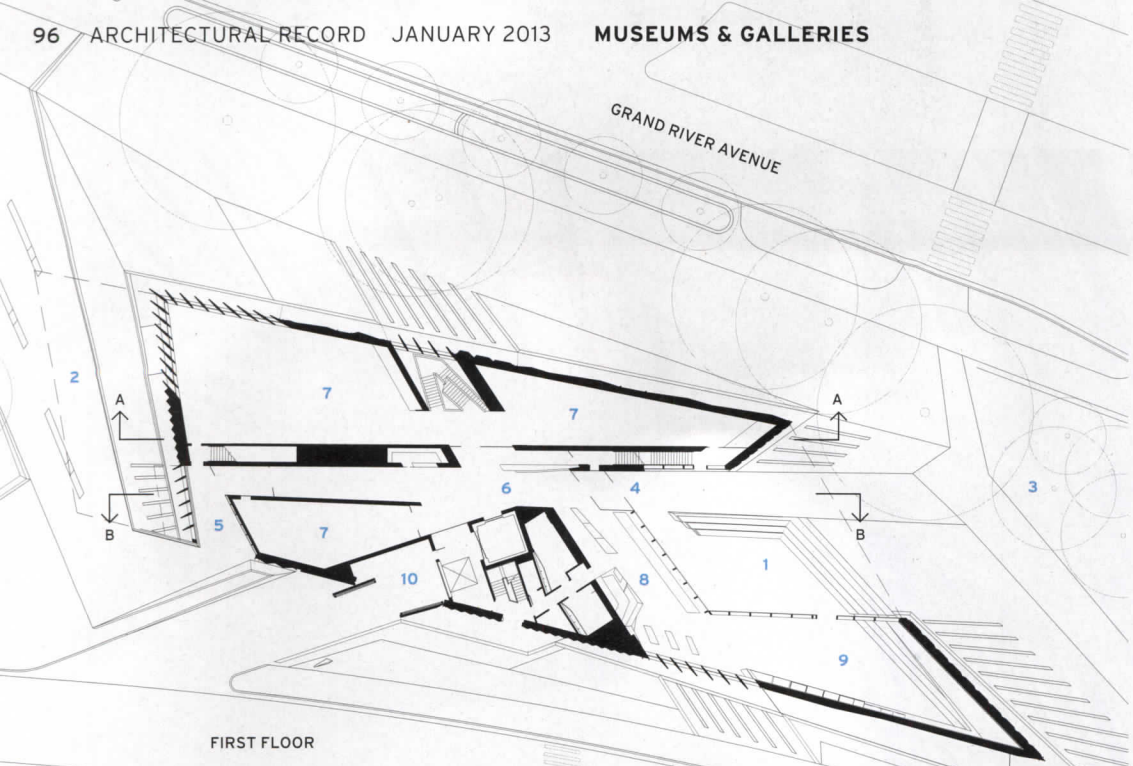 96 ARCHITECTURAL RECORD JANUARY 2013 MUSEUMS & GALLERIES
GRAND RIVER AVENUE
2
A
7
7
A
3
B
5
7
6
4
B
10
8
1
9
FIRST FLOOR